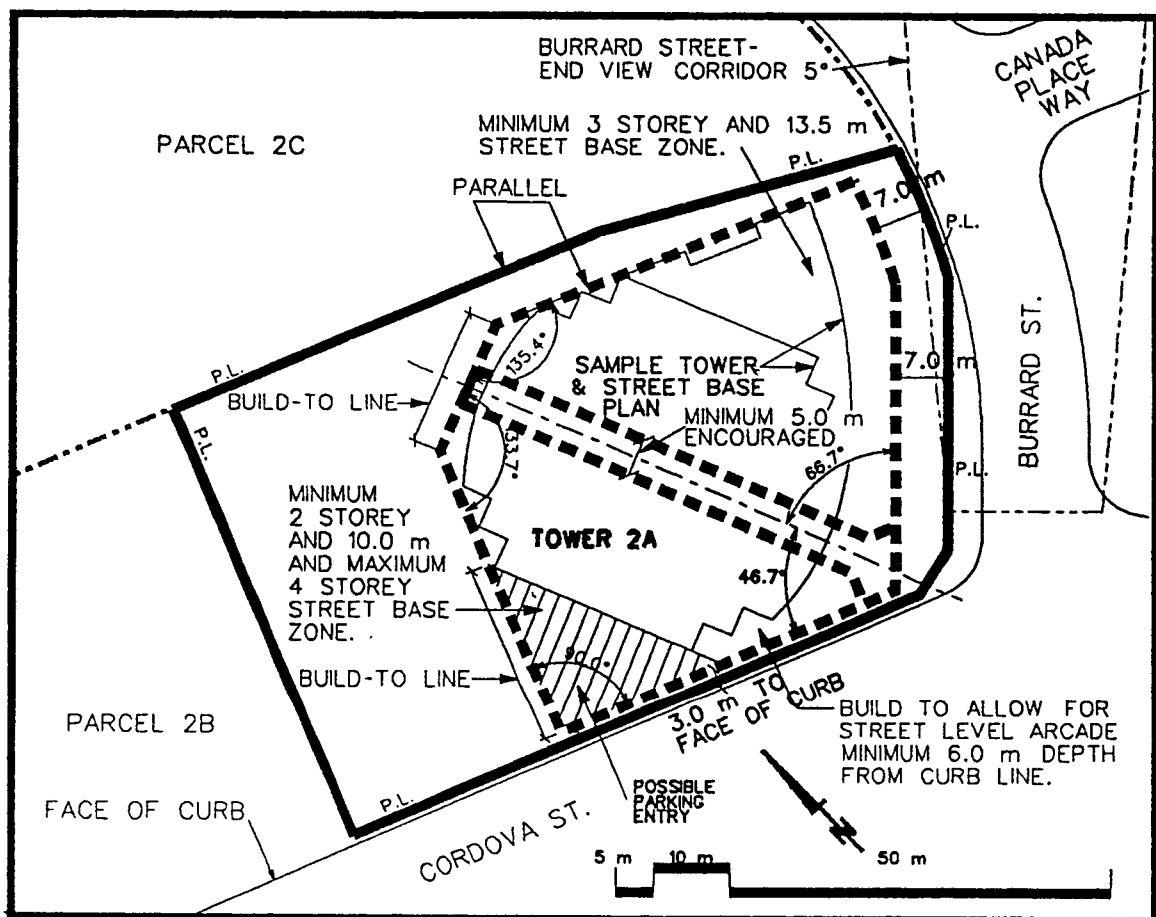 BURRARD STREET-
END VIEW CORRIDOR 5°
CANADA
PLACE
WAY
PARCEL 2C
MINIMUM 3 STOREY AND 13.5 m
STREET BASE ZONE.
P.L.
PARALLEL
7.0 m
P.L.
135.4°
SAMPLE TOWER
& STREET BASE
PLAN
7.0 m
P.L.
BUILD-TO LINE
MINIMUM 5.0 m
ENCOURAGED
BURRARD ST.
P.L.
33.7°
66.7°
P.L.
MINIMUM
2 STOREY
AND 10.0 m
AND MAXIMUM
4 STOREY
STREET BASE
ZONE.
TOWER 2A
46.7°
90.0°
BUILD-TO LINE
3.0 m TO
FACE OF CURB
PARCEL 2B
BUILD TO ALLOW FOR
STREET LEVEL ARCADE
MINIMUM 6.0 m DEPTH
FROM CURB LINE.
POSSIBLE
PARKING
ENTRY
P.L.
FACE OF CURB
CORDOVA ST.
N
5 m 10 m 50 m